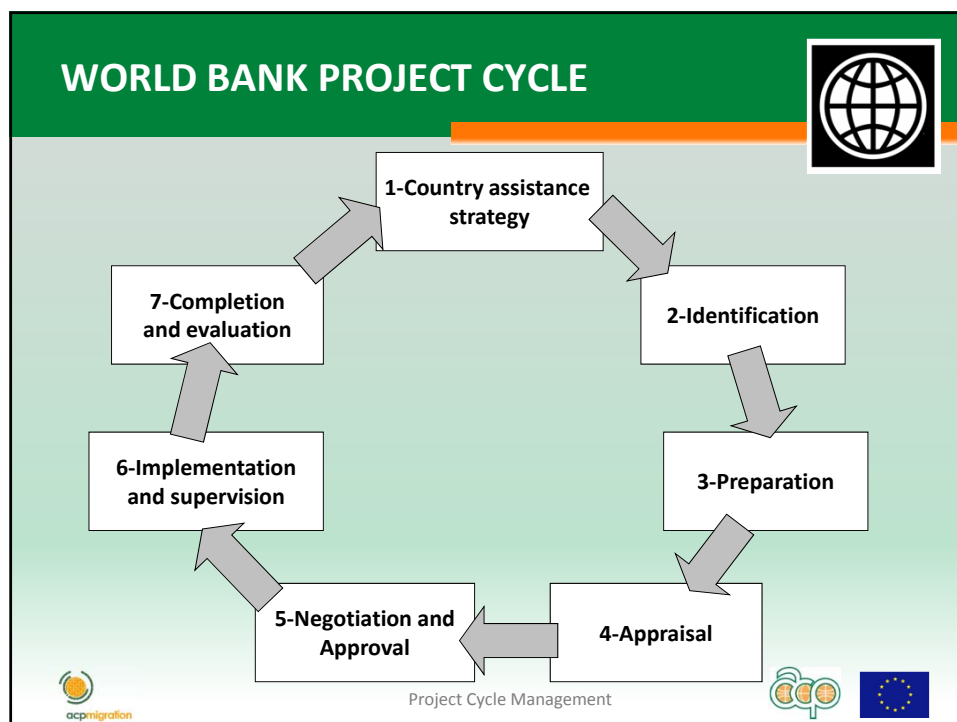 WORLD BANK PROJECT CYCLE
1-Country assistance
strategy
2-Identification
3-Preparation
4-Appraisal
5-Negotiation and
Approval
6-Implementation
and supervision
7-Completion
and evaluation
acpmigration
Project Cycle Management
acp